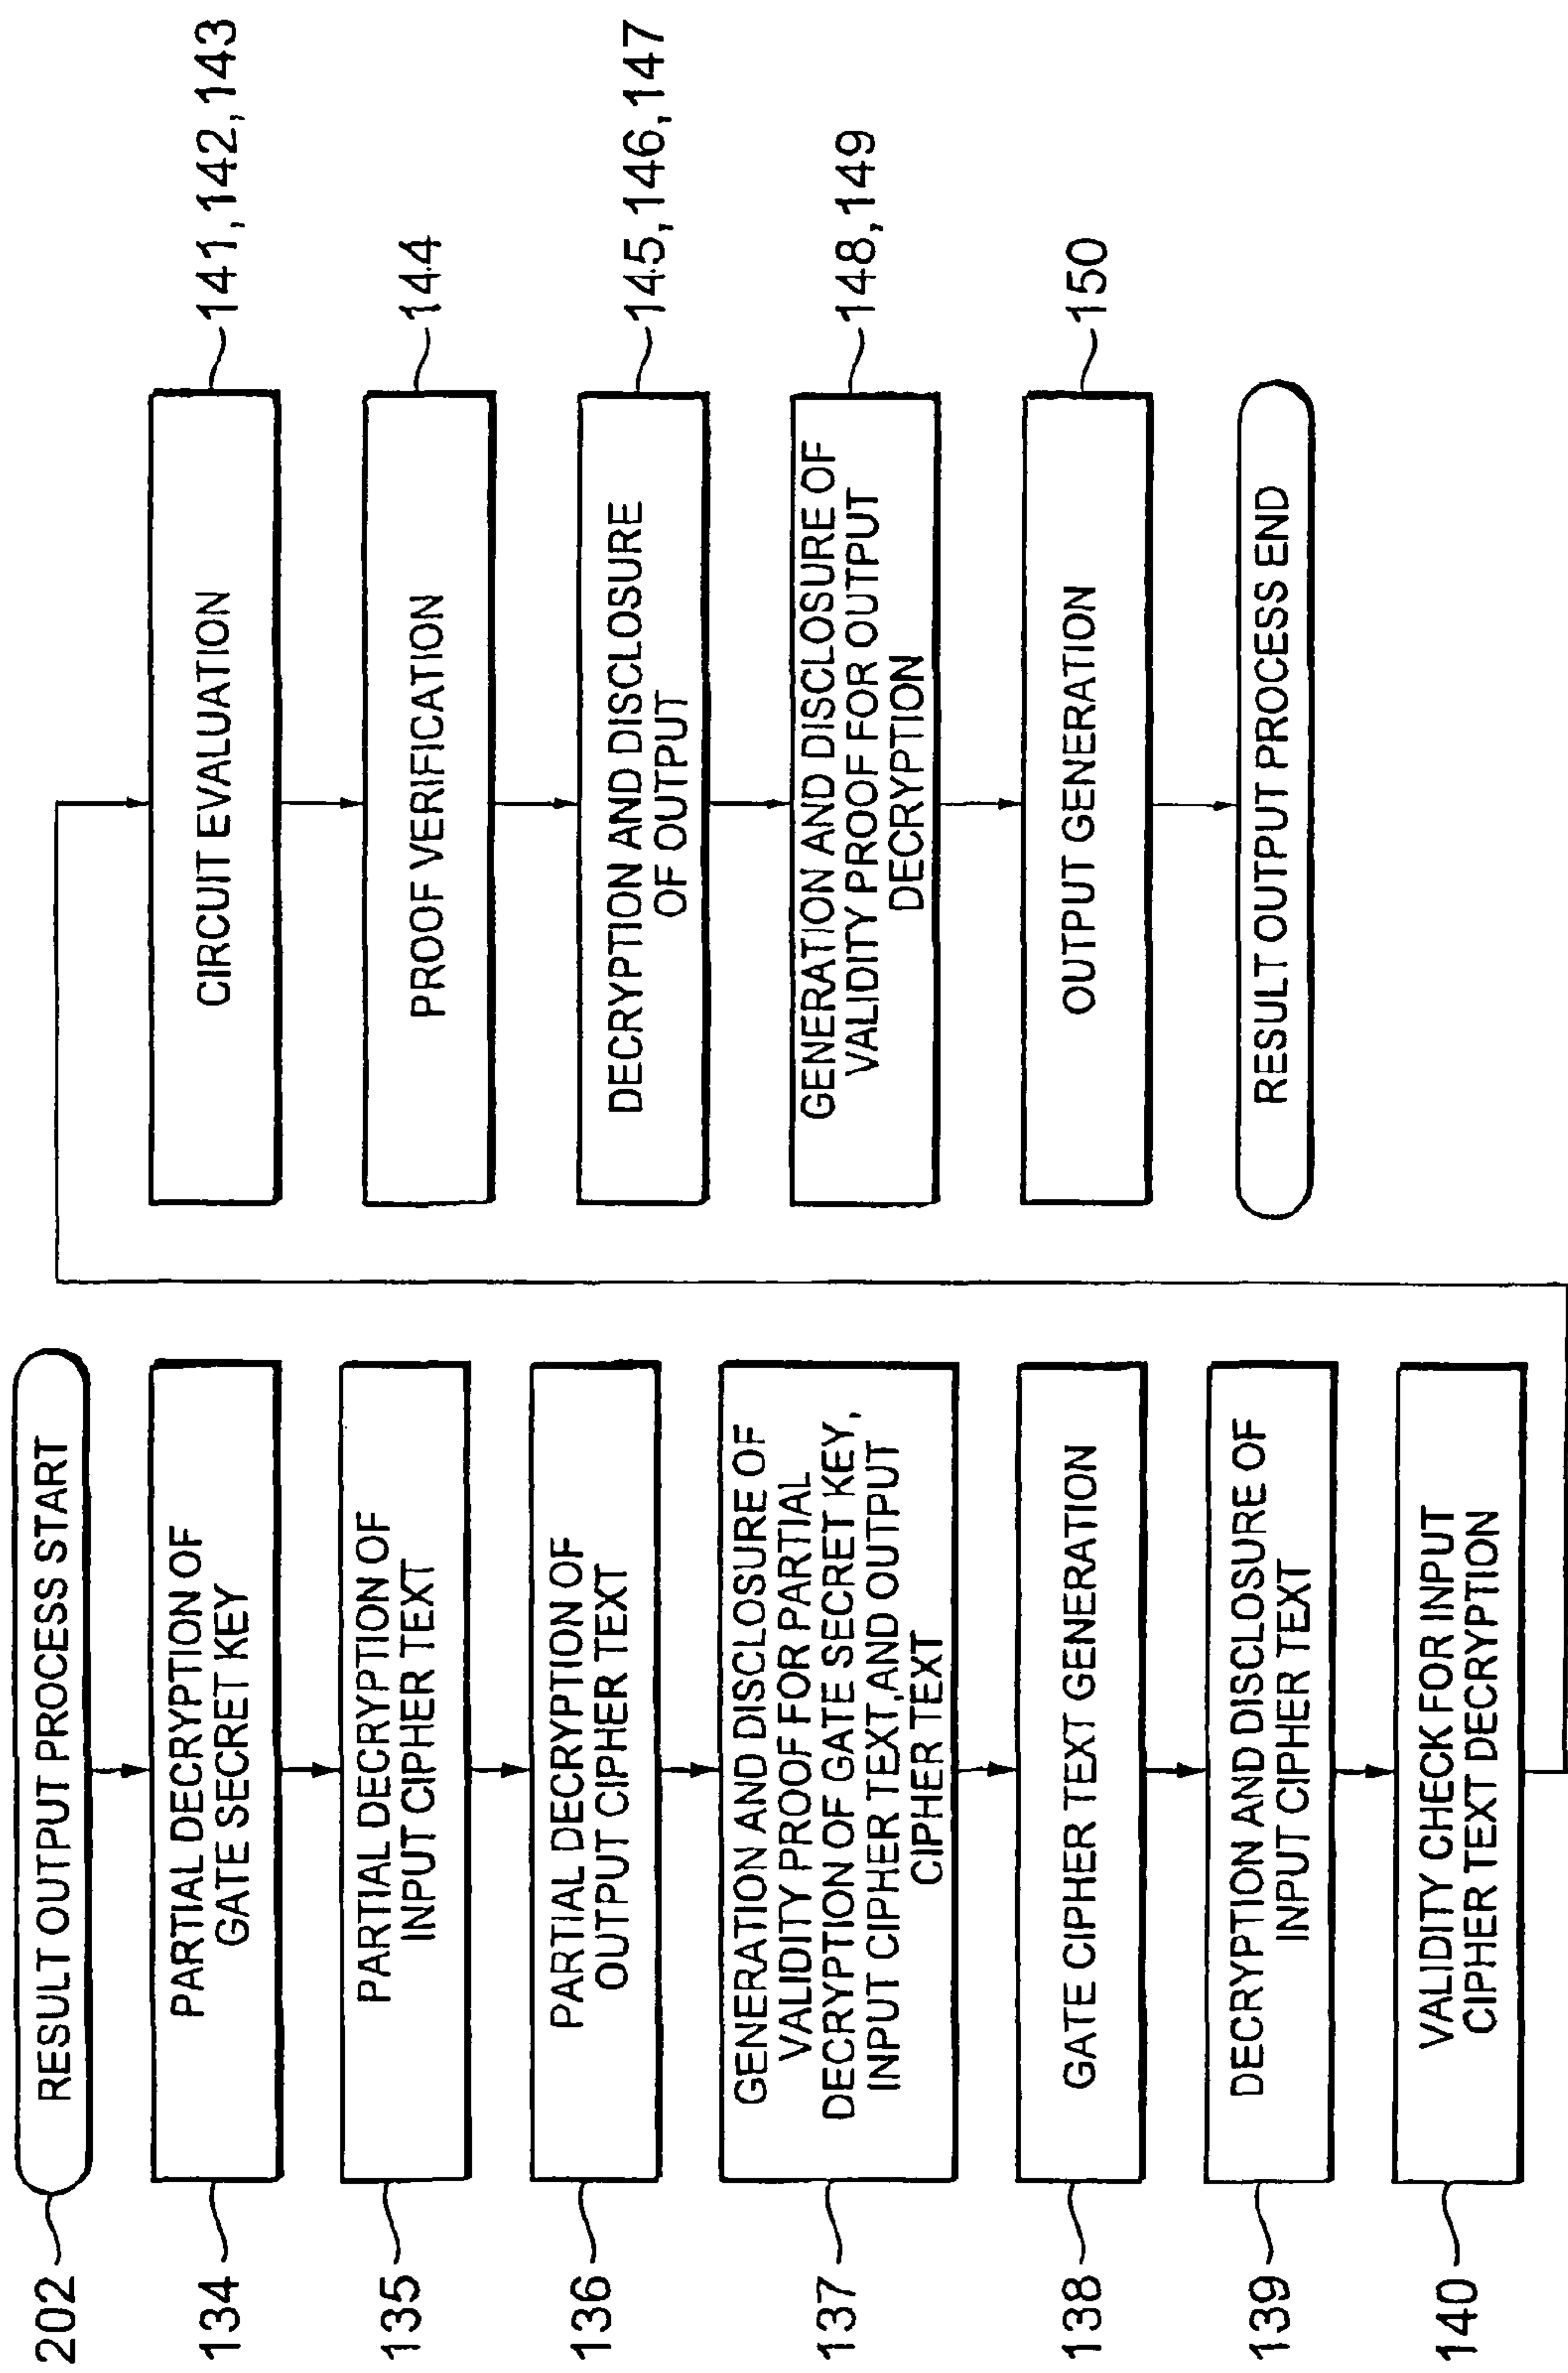 202
RESULT OUTPUT PROCESS START
134
PARTIAL DECRYPTION OF
GATE SECRET KEY
135
PARTIAL DECRYPTION OF
INPUT CIPHER TEXT
136
PARTIAL DECRYPTION OF
OUTPUT CIPHER TEXT
137
GENERATION AND DISCLOSURE OF
VALIDITY PROOF FOR PARTIAL
DECRYPTION OF GATE SECRET KEY,
INPUT CIPHER TEXT,AND OUTPUT
CIPHER TEXT
138
GATE CIPHER TEXT GENERATION
139
DECRYPTION AND DISCLOSURE OF
INPUT CIPHER TEXT
140
VALIDITY CHECK FOR INPUT
CIPHER TEXT DECRYPTION
CIRCUIT EVALUATION
141,142,143
PROOF VERIFICATION
144
DECRYPTION AND DISCLOSURE
OF OUTPUT
145,146,147
GENERATION AND DISCLOSURE OF
VALIDITY PROOF FOR OUTPUT
DECRYPTION
148,149
OUTPUT GENERATION
150
RESULT OUTPUT PROCESS END